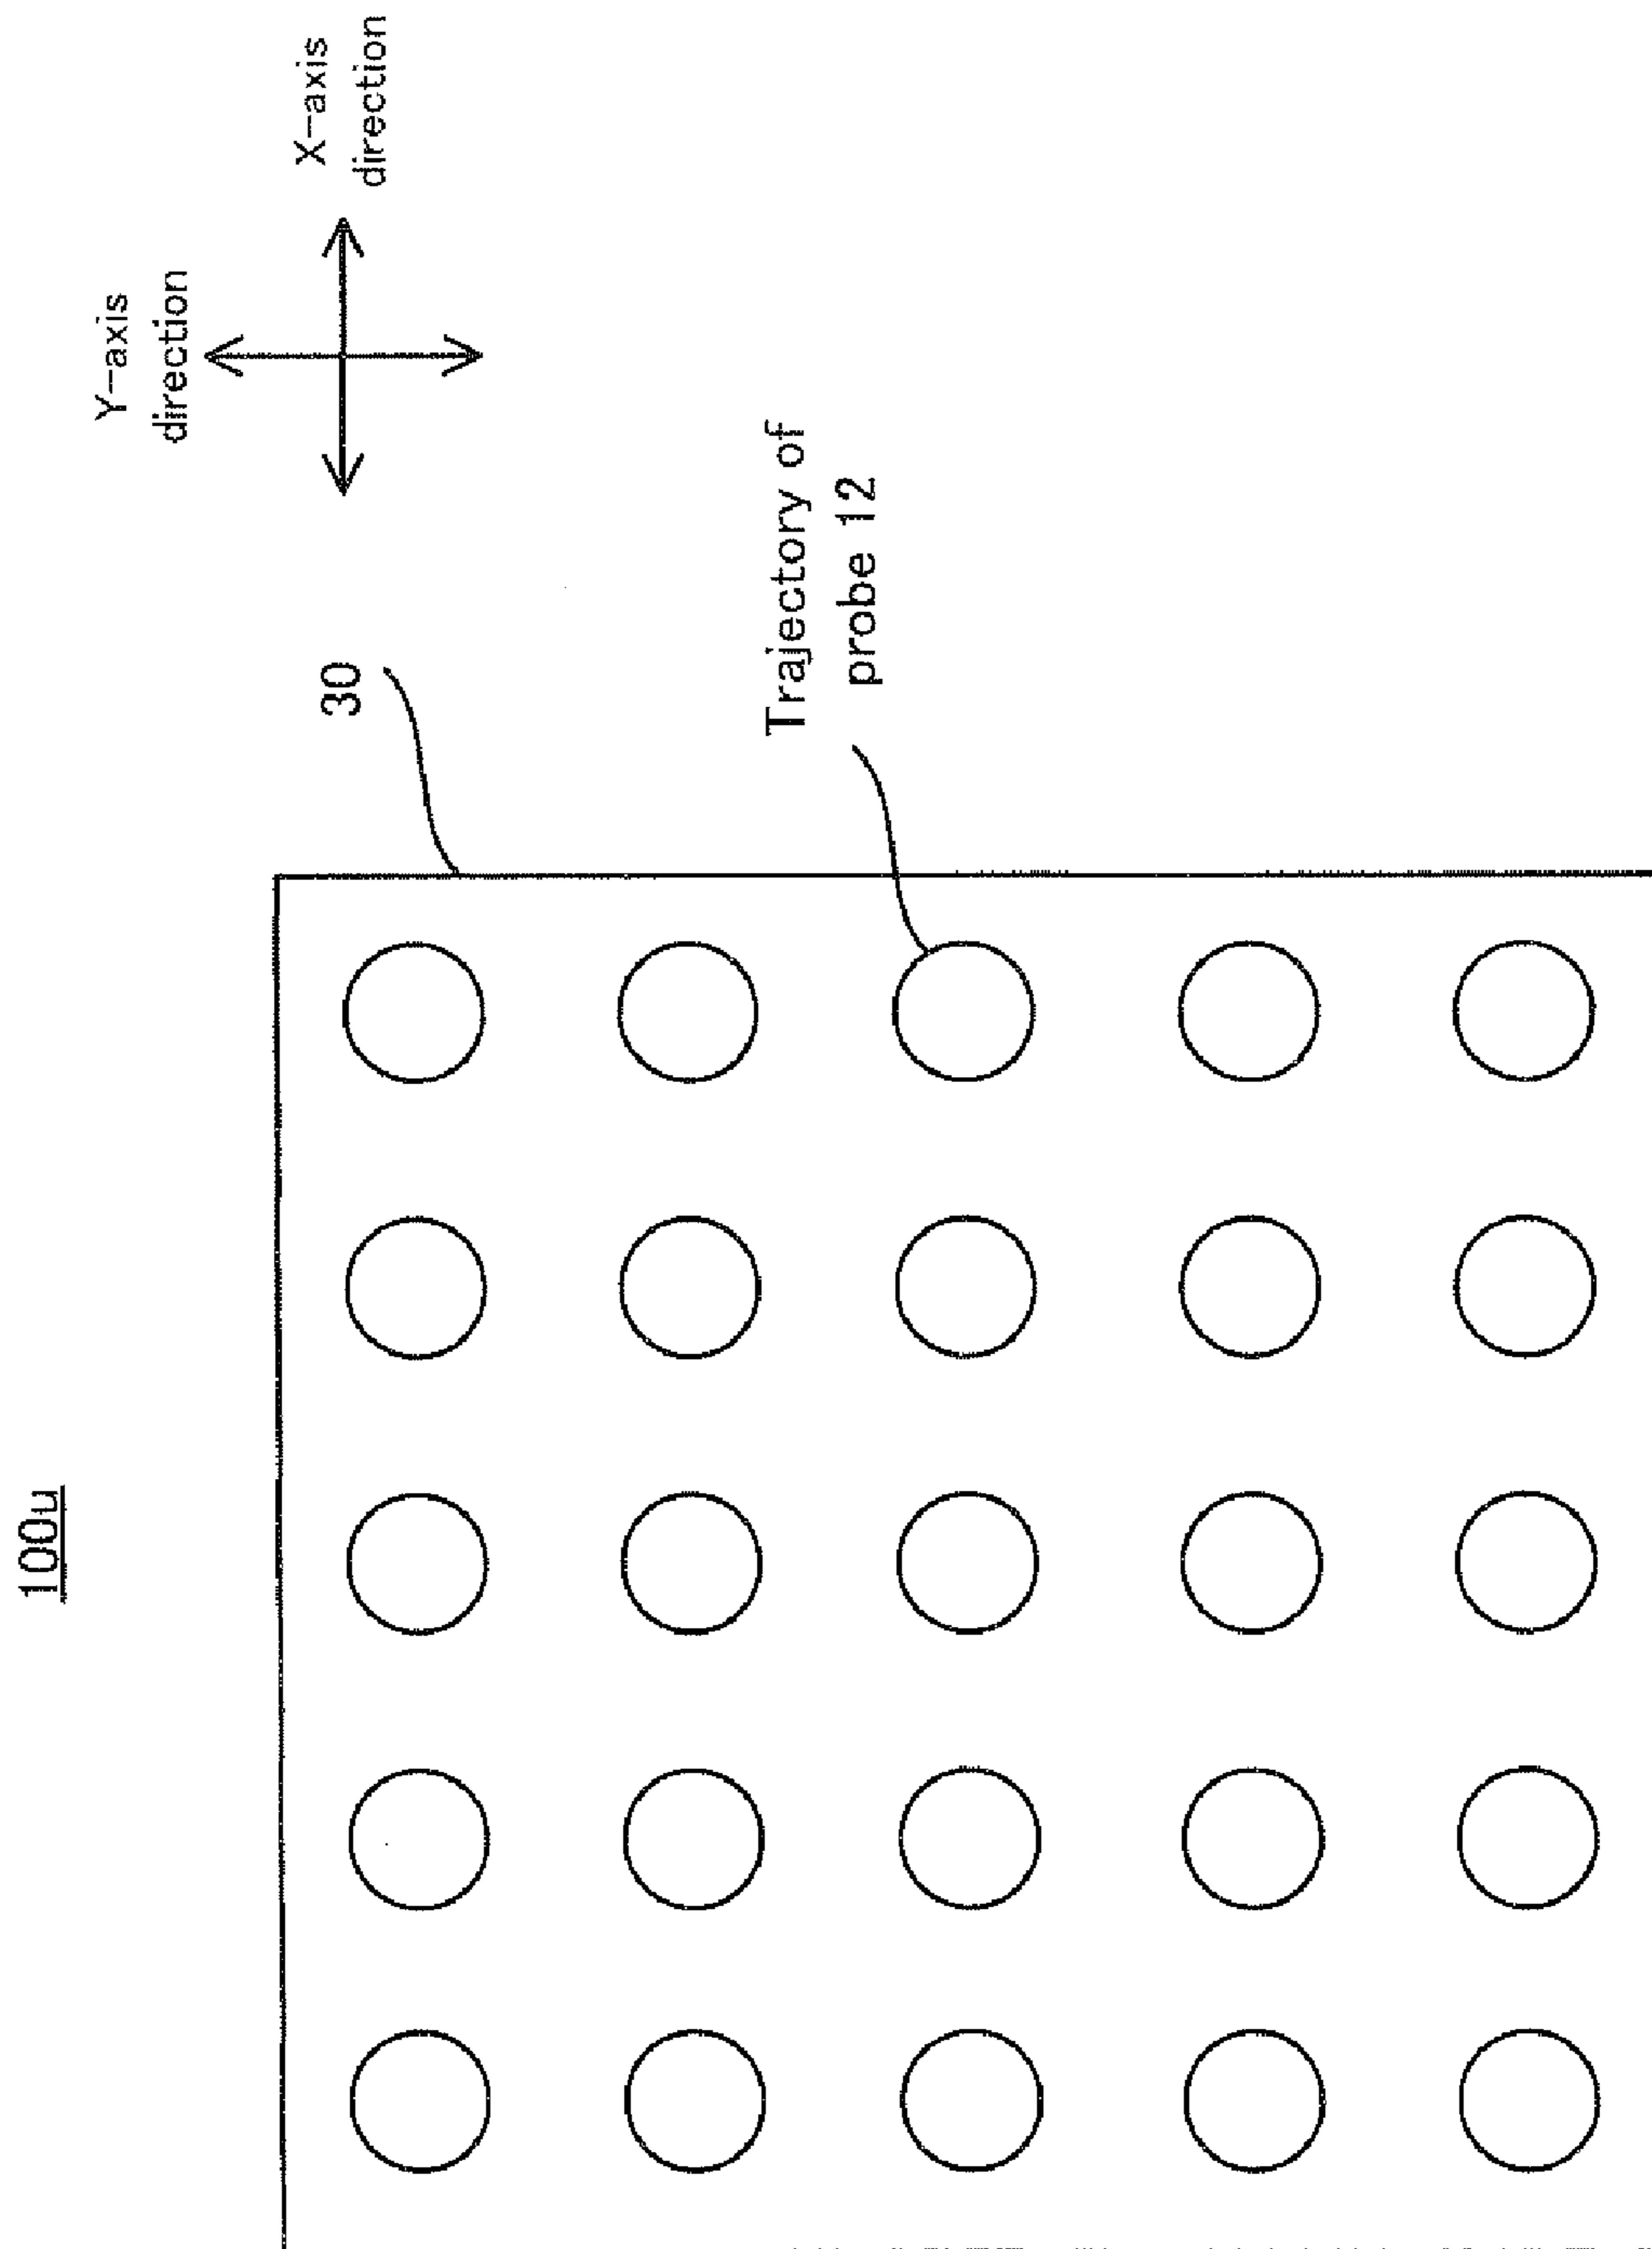 100u
Y-axis
direction
X-axis
direction
30
Trajectory of
probe 12